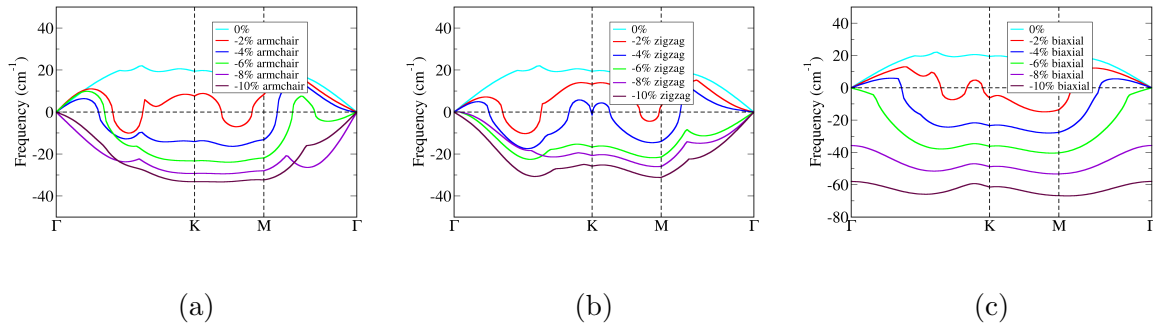 40
20
0
-20
-40
Frequency (cm⁻¹)
Γ
K
M
Γ
0%
-2% armchair
-4% armchair
-6% armchair
-8% armchair
-10% armchair
(a)
40
20
0
-20
-40
Frequency (cm⁻¹)
Γ
K
M
Γ
0%
-2% zigzag
-4% zigzag
-6% zigzag
-8% zigzag
-10% zigzag
(b)
40
20
0
-20
-40
-60
-80
Frequency (cm⁻¹)
Γ
K
M
Γ
0%
-2% biaxial
-4% biaxial
-6% biaxial
-8% biaxial
-10% biaxial
(c)